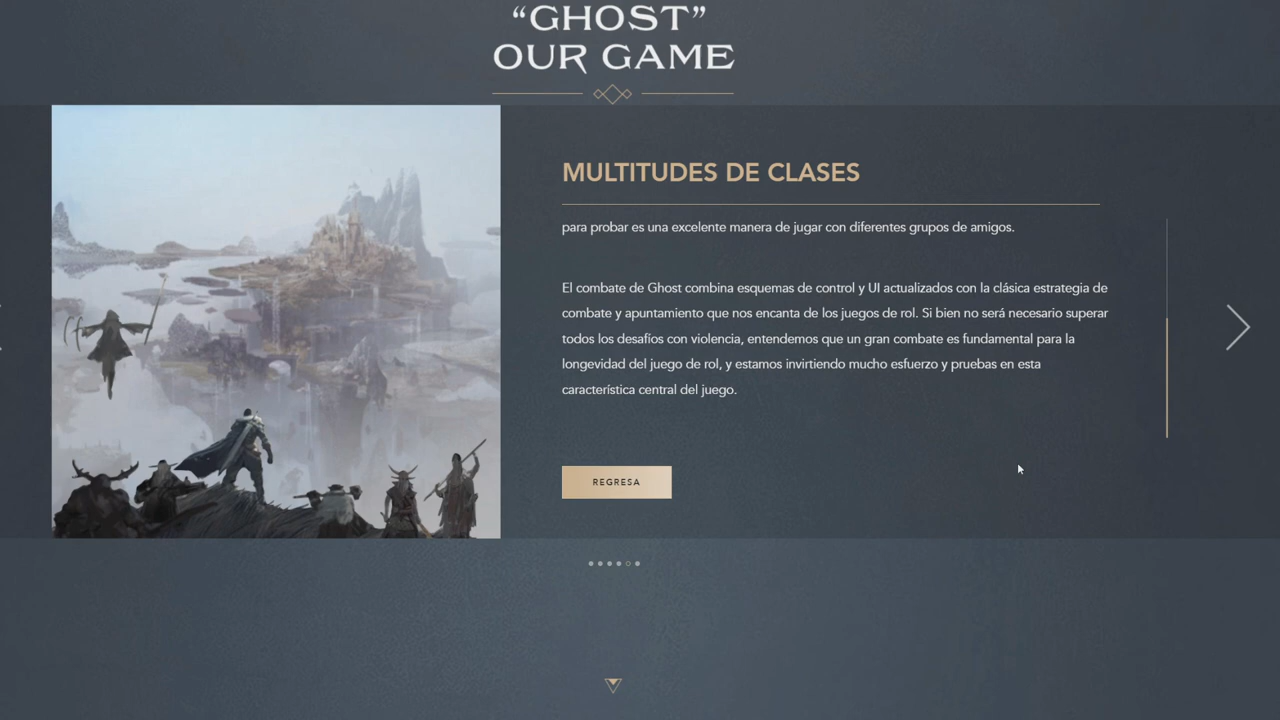 “GHOST”
OUR GAME
MULTITUDES DE CLASES
para probar es una excelente manera de jugar con diferentes grupos de amigos.
El combate de Ghost combina esquemas de control y UI actualizados con la clásica estrategia de
combate y apuntamiento que nos encanta de los juegos de rol. Si bien no será necesario superar
todos los desafíos con violencia, entendemos que un gran combate es fundamental para la
longevidad del juego de rol, y estamos invirtiendo mucho esfuerzo y pruebas en esta
característica central del juego.
REGRESA